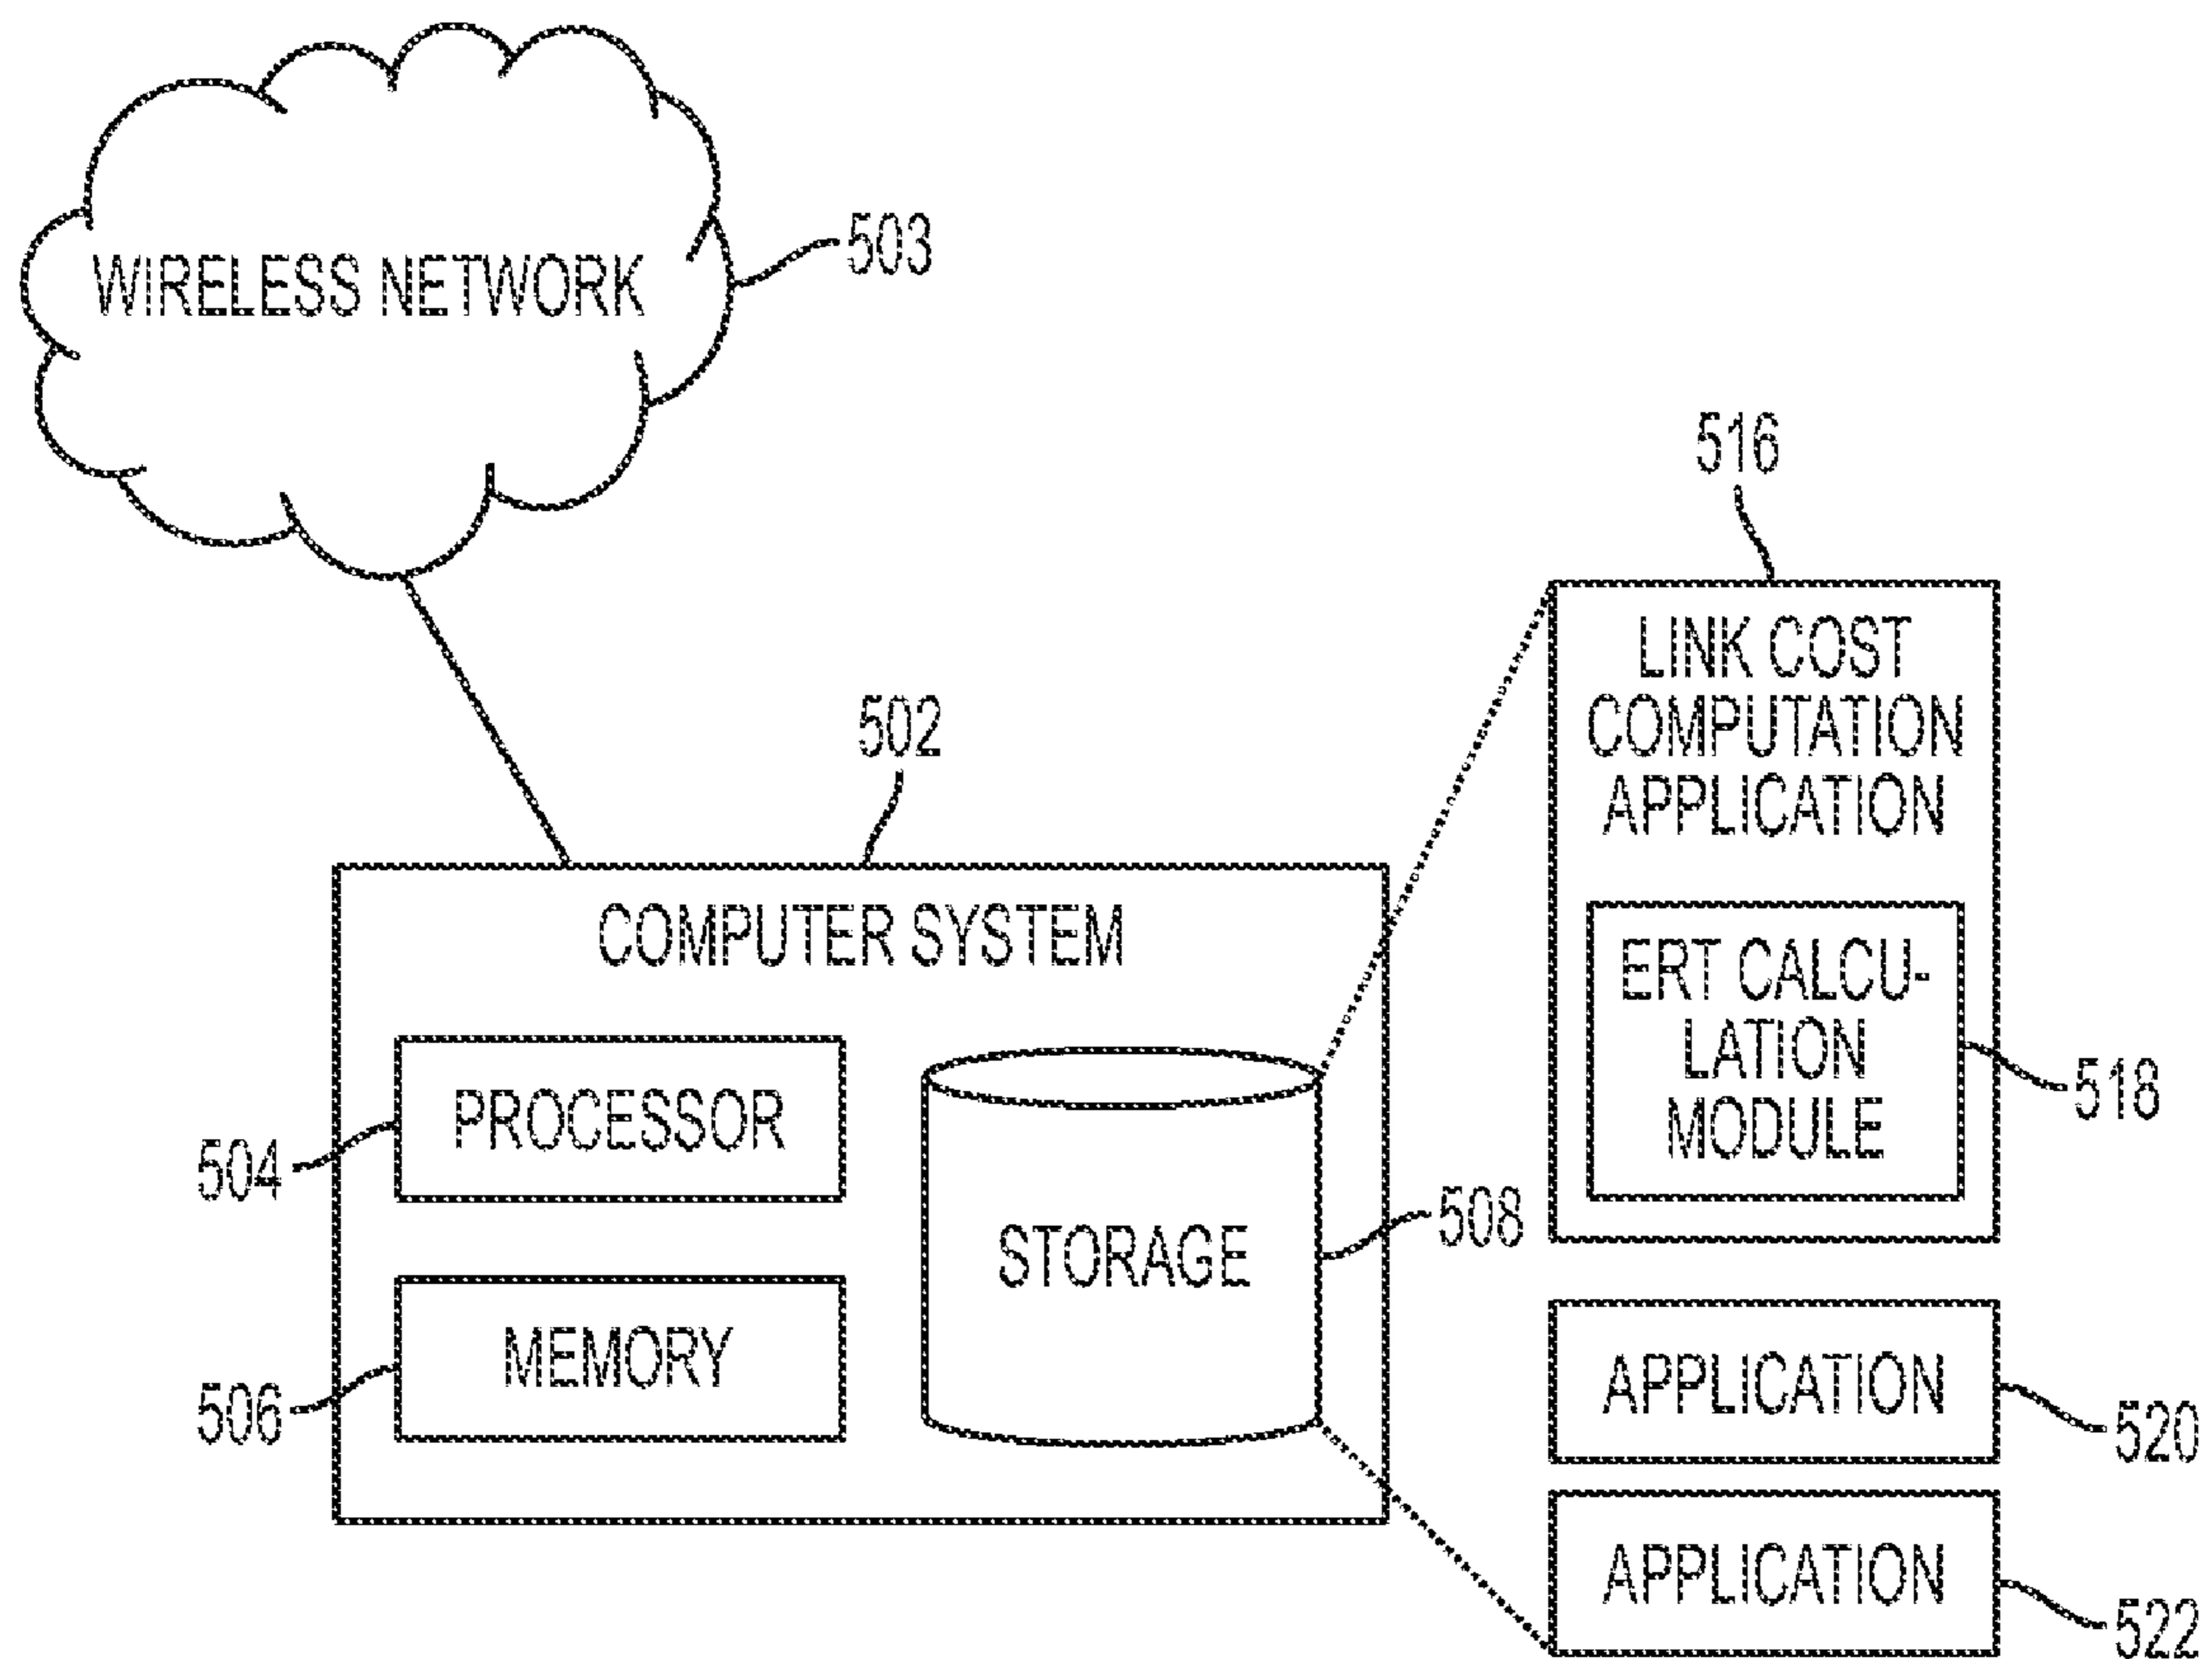 WIRELESS NETWORK
503
516
LINK COST
COMPUTATION
APPLICATION
502
COMPUTER SYSTEM
ERT CALCU-
LATION
MODULE
518
PROCESSOR
504
STORAGE
508
MEMORY
506
APPLICATION
520
APPLICATION
522